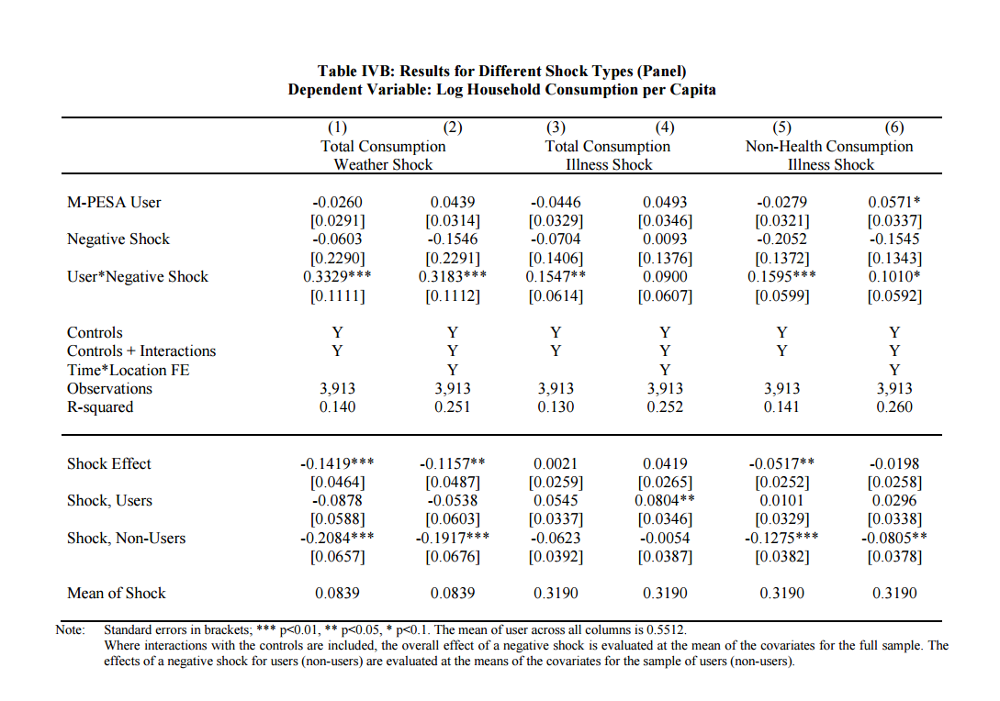 Table IVB: Results for Different Shock Types (Panel)
Dependent Variable: Log Household Consumption per Capita
(1) (2) (3) (4) (5) (6)
Total Consumption Total Consumption Non-Health Consumption
Weather Shock Illness Shock Illness Shock
M-PESA User -0.0260 0.0439 -0.0446 0.0493 -0.0279 0.0571*
[0.0291] [0.0314] [0.0329] [0.0346] [0.0321] [0.0337]
Negative Shock -0.0603 -0.1546 -0.0704 0.0093 -0.2052 -0.1545
[0.2290] [0.2291] [0.1406] [0.1376] [0.1372] [0.1343]
User*Negative Shock 0.3329*** 0.3183*** 0.1547** 0.0900 0.1595*** 0.1010*
[0.1111] [0.1112] [0.0614] [0.0607] [0.0599] [0.0592]
Controls Y Y Y Y Y Y
Controls + Interactions Y Y Y Y Y Y
Time*Location FE Y Y Y
Observations 3,913 3,913 3,913 3,913 3,913 3,913
R-squared 0.140 0.251 0.130 0.252 0.141 0.260
Shock Effect -0.1419*** -0.1157** 0.0021 0.0419 -0.0517** -0.0198
[0.0464] [0.0487] [0.0259] [0.0265] [0.0252] [0.0258]
Shock, Users -0.0878 -0.0538 0.0545 0.0804** 0.0101 0.0296
[0.0588] [0.0603] [0.0337] [0.0346] [0.0329] [0.0338]
Shock, Non-Users -0.2084*** -0.1917*** -0.0623 -0.0054 -0.1275*** -0.0805**
[0.0657] [0.0676] [0.0392] [0.0387] [0.0382] [0.0378]
Mean of Shock 0.0839 0.0839 0.3190 0.3190 0.3190 0.3190
Note: Standard errors in brackets; *** p<0.01, ** p<0.05, * p<0.1. The mean of user across all columns is 0.5512.
Where interactions with the controls are included, the overall effect of a negative shock is evaluated at the mean of the covariates for the full sample. The
effects of a negative shock for users (non-users) are evaluated at the means of the covariates for the sample of users (non-users).